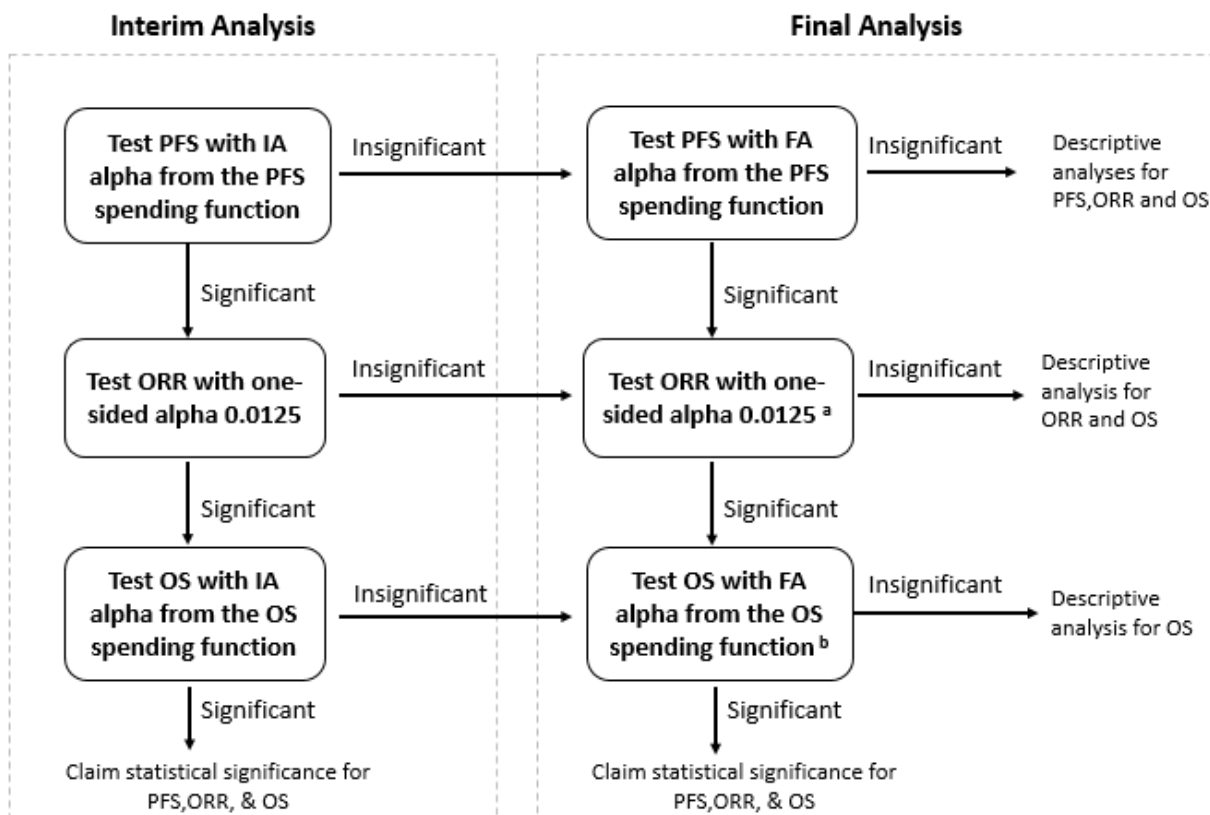 Interim Analysis
Final Analysis
Test PFS with IA
alpha from the PFS
spending function
Insignificant
Test PFS with FA
alpha from the PFS
spending function
Insignificant
Descriptive
analyses for
PFS,ORR and OS
Significant
Significant
Test ORR with one-
sided alpha 0.0125
Insignificant
Test ORR with one-
sided alpha 0.0125 a
Insignificant
Descriptive
analysis for
ORR and OS
Significant
Significant
Test OS with IA
alpha from the OS
spending function
Insignificant
Test OS with FA
alpha from the OS
spending function b
Insignificant
Descriptive
analysis for OS
Significant
Significant
Claim statistical significance for
PFS,ORR, & OS
Claim statistical significance for
PFS,ORR, & OS